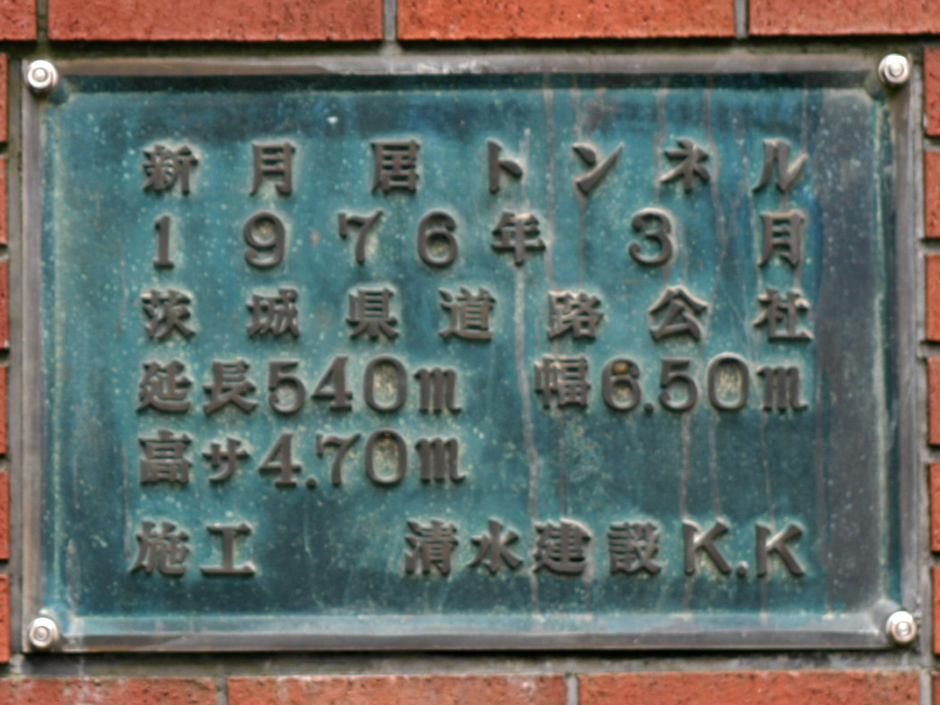 新月居トンネル
1976年3月
茨城県道路公社
延長540m 幅6.50m
高サ4.70m
施工 清水建設K.K